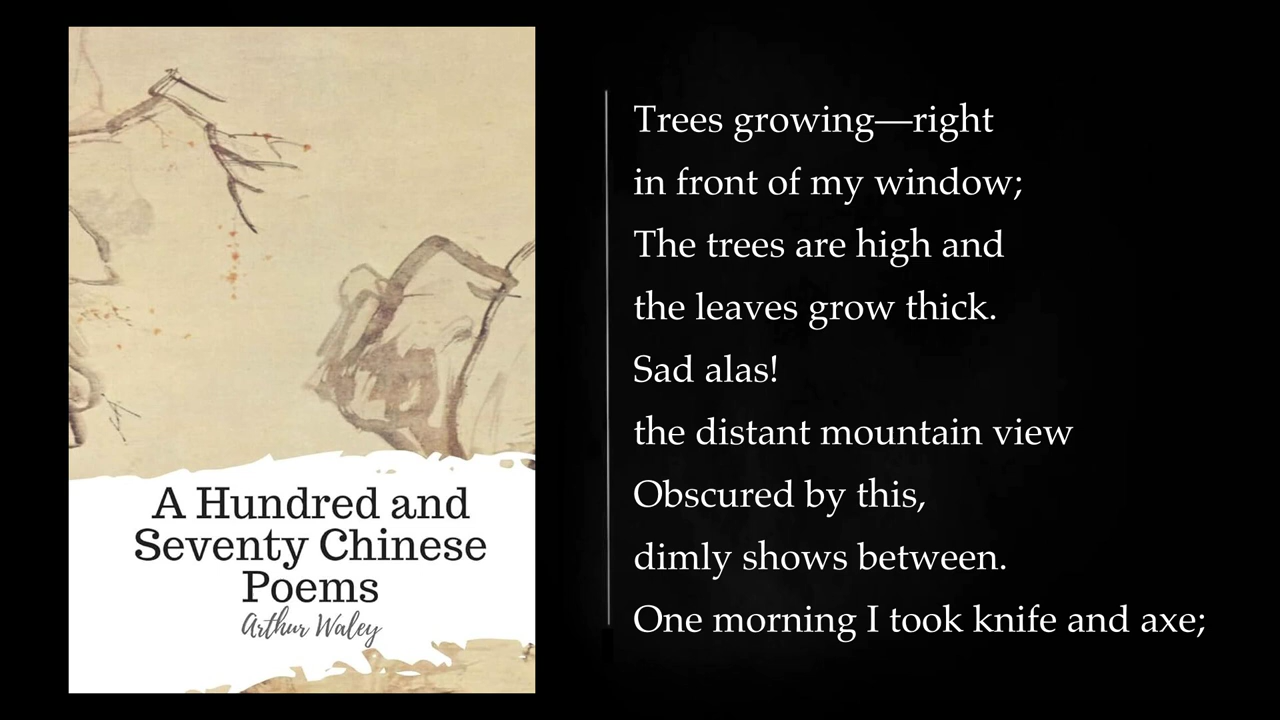 A Hundred and
Seventy Chinese
Poems
Arthur Waley
Trees growing—right
in front of my window;
The trees are high and
the leaves grow thick.
Sad alas!
the distant mountain view
Obscured by this,
dimly shows between.
One morning I took knife and axe;